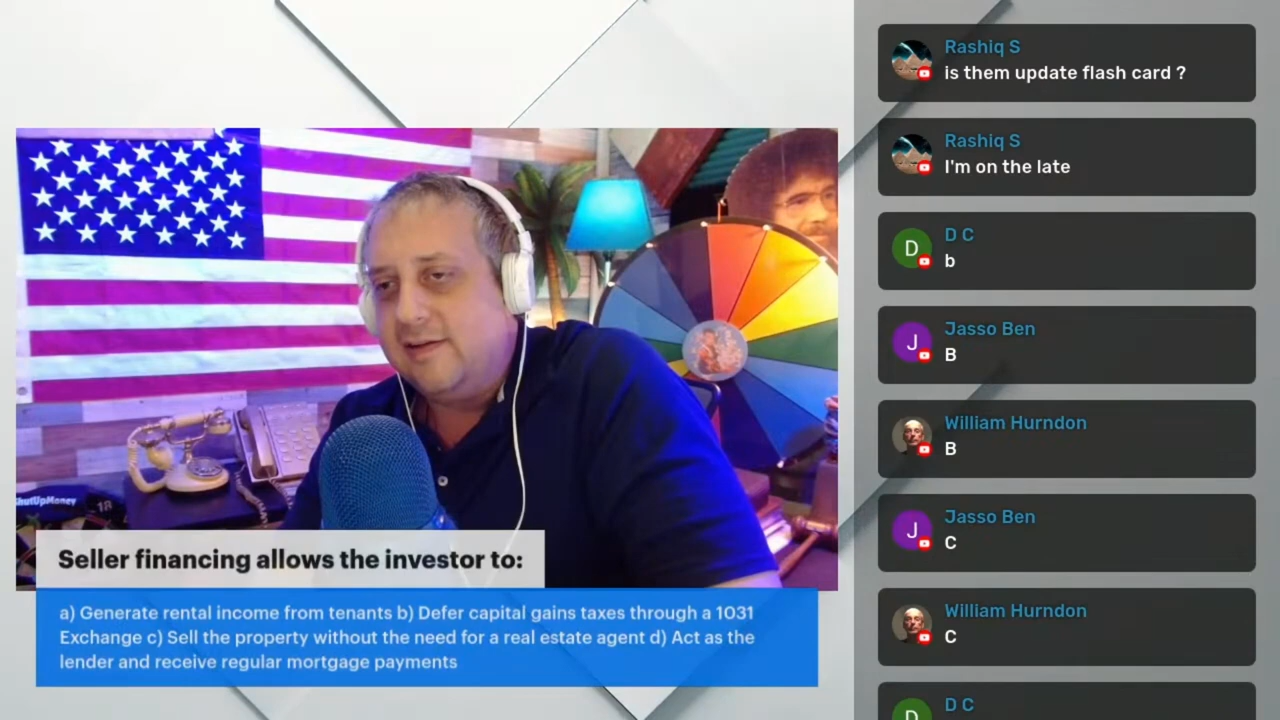 Rashiq S
is them update flash card ?
Rashiq S
I'm on the late
D C
b
Jasso Ben
B
William Hurndon
B
Jasso Ben
C
William Hurndon
C
D C
ShutUpMoney
18
Seller financing allows the investor to:
a) Generate rental income from tenants b) Defer capital gains taxes through a 1031
Exchange c) Sell the property without the need for a real estate agent d) Act as the
lender and receive regular mortgage payments
D
J
J
D